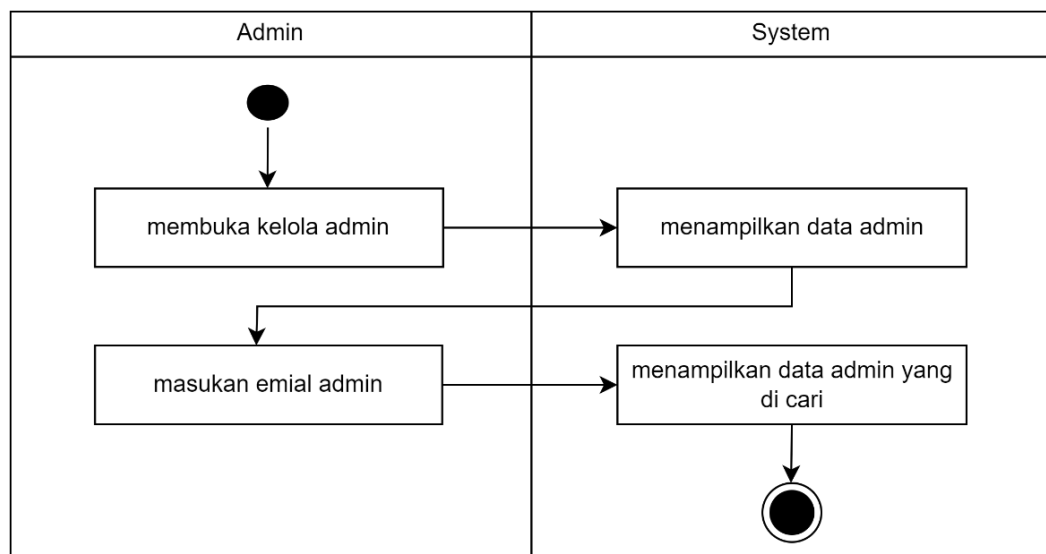 Admin
System
membuka kelola admin
menampilkan data admin
masukan emial admin
menampilkan data admin yang
di cari